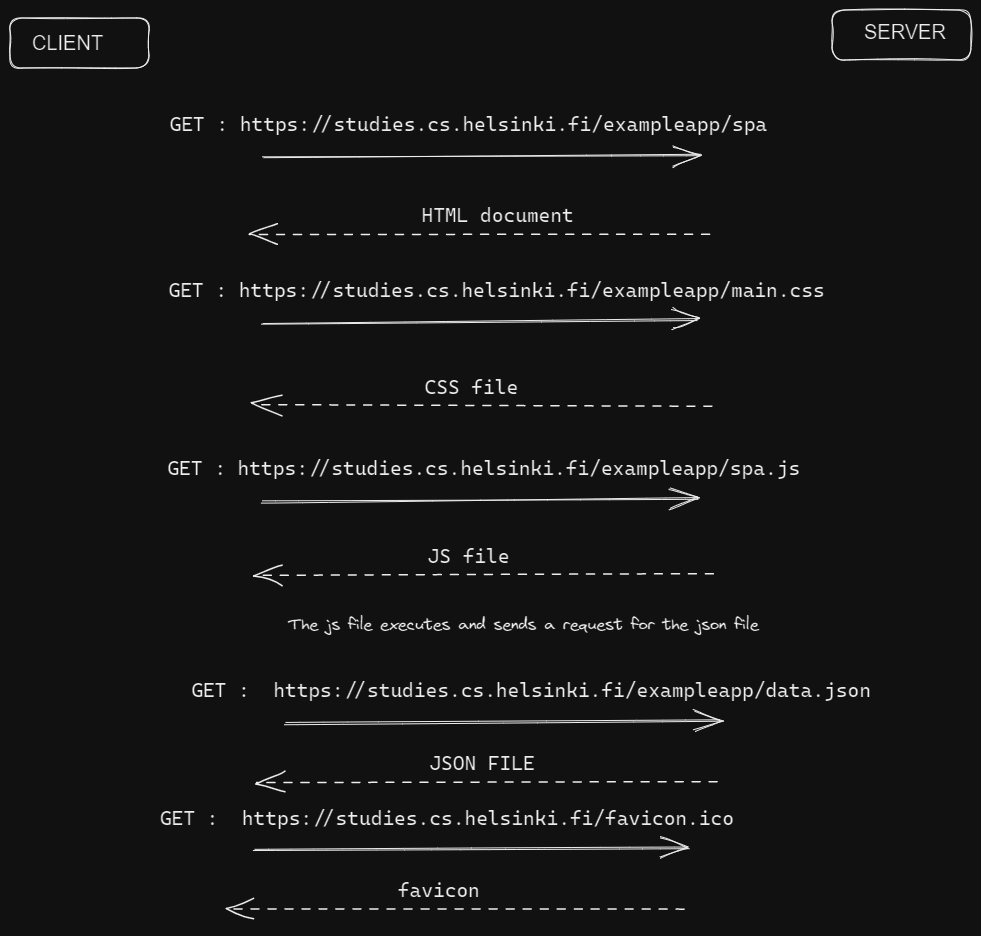 CLIENT
SERVER
GET : https://studies.cs.helsinki.fi/exampleapp/spa
HTML document
GET : https://studies.cs.helsinki.fi/exampleapp/main.css
CSS file
GET : https://studies.cs.helsinki.fi/exampleapp/spa.js
JS file
The js file executes and sends a request for the json file
GET : https://studies.cs.helsinki.fi/exampleapp/data.json
JSON FILE
GET : https://studies.cs.helsinki.fi/favicon.ico
favicon